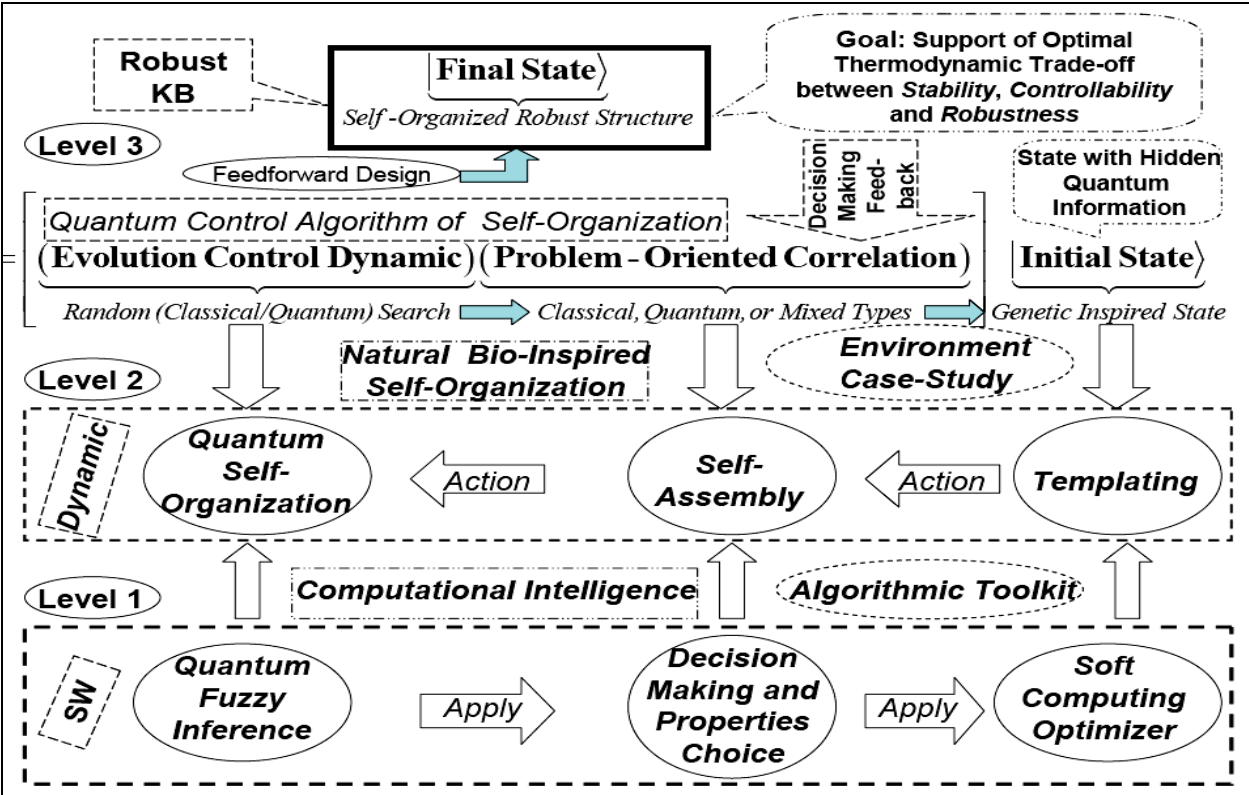 Robust
KB
|Final State⟩
Self -Organized Robust Structure
Goal: Support of Optimal
Thermodynamic Trade-off
between Stability, Controllability
and Robustness
Level 3
Feedforward Design
Decision
Making
Feed-
back
State with Hidden
Quantum
Information
Quantum Control Algorithm of Self-Organization
=
(Evolution Control Dynamic)(Problem-Oriented Correlation)
|Initial State⟩
Random (Classical/Quantum) Search
Classical, Quantum, or Mixed Types
Genetic Inspired State
Level 2
Natural Bio-Inspired
Self-Organization
Environment
Case-Study
Dynamic
Quantum
Self-
Organization
Action
Self-
Assembly
Action
Templating
Level 1
Computational Intelligence
Algorithmic Toolkit
SW
Quantum
Fuzzy
Inference
Apply
Decision
Making and
Properties
Choice
Apply
Soft
Computing
Optimizer